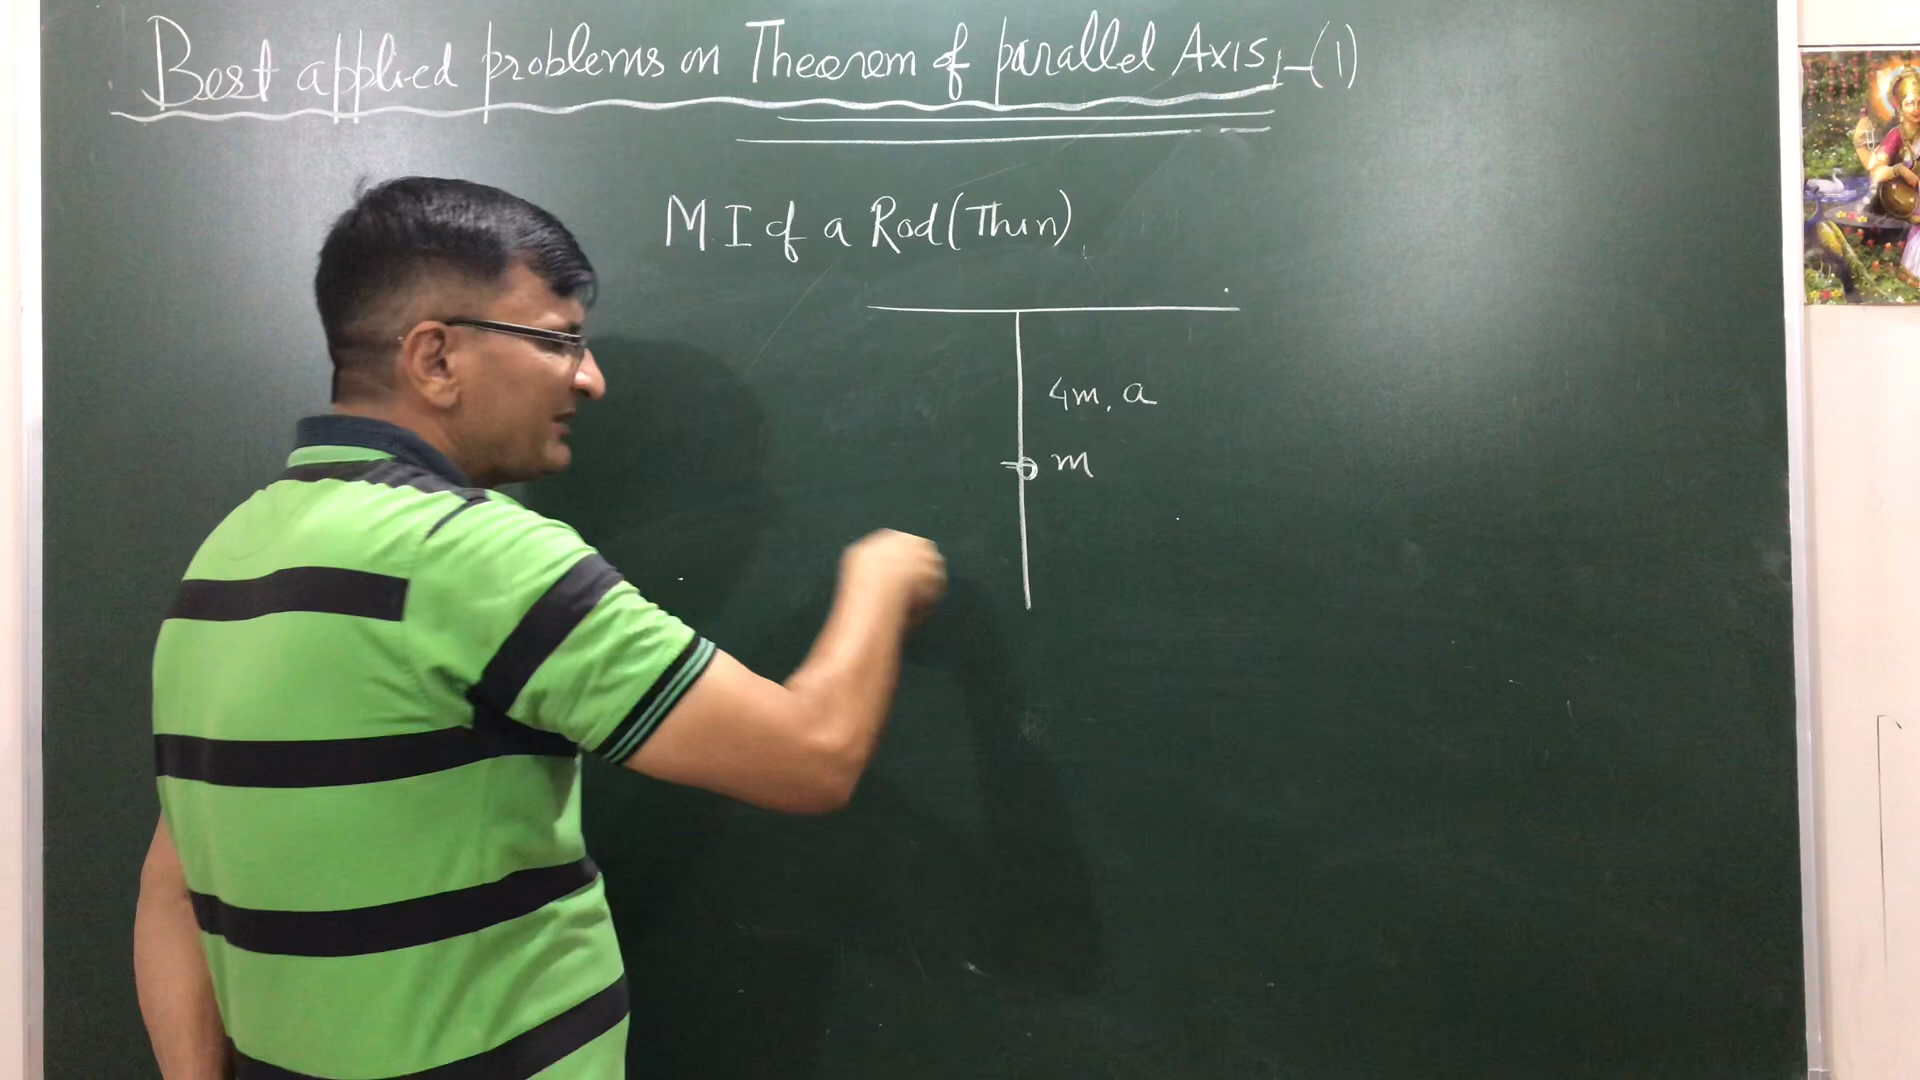 Best applied problems on Theorem of parallel Axis,-(1)
M.I of a Rod (Thin)
4m, a
m